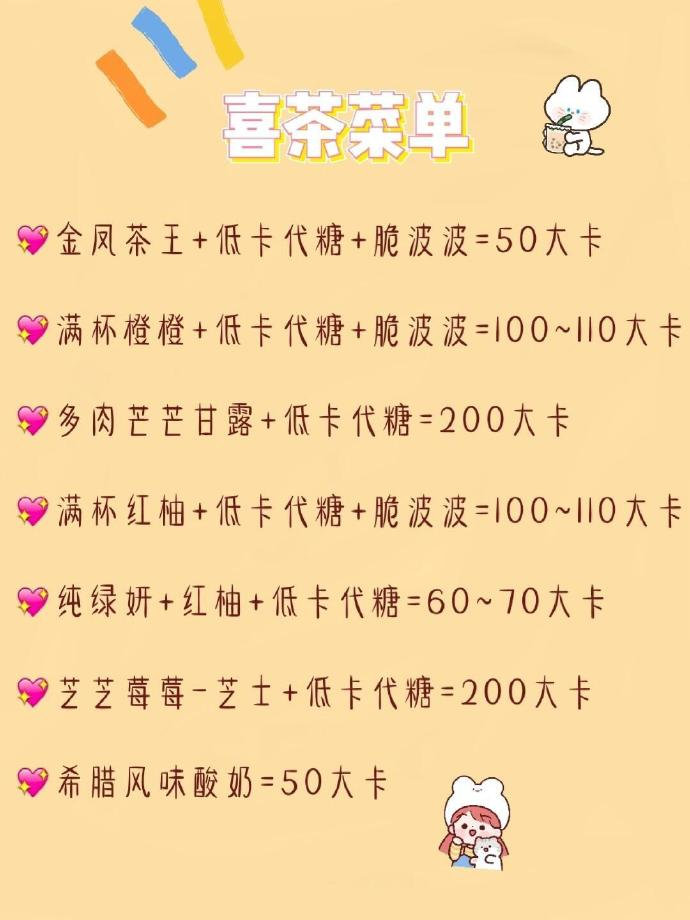 喜茶菜单
金凤茶王+低卡代糖+脆波波=50大卡
满杯橙橙+低卡代糖+脆波波=100~110大卡
多肉芒芒甘露+低卡代糖=200大卡
满杯红柚+低卡代糖+脆波波=100~110大卡
纯绿妍+红柚+低卡代糖=60~70大卡
芝芝莓莓-芝士+低卡代糖=200大卡
希腊风味酸奶=50大卡